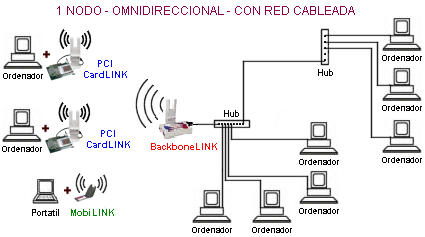 1 NODO - OMNIDIRECCIONAL - CON RED CABLEADA
Ordenador
PCI
CardLINK
Hub
Ordenador
Ordenador
Ordenador
Ordenador
PCI
CardLINK
BackboneLINK
Hub
Ordenador
Ordenador
Portatil
MobiLINK
Ordenador
Ordenador